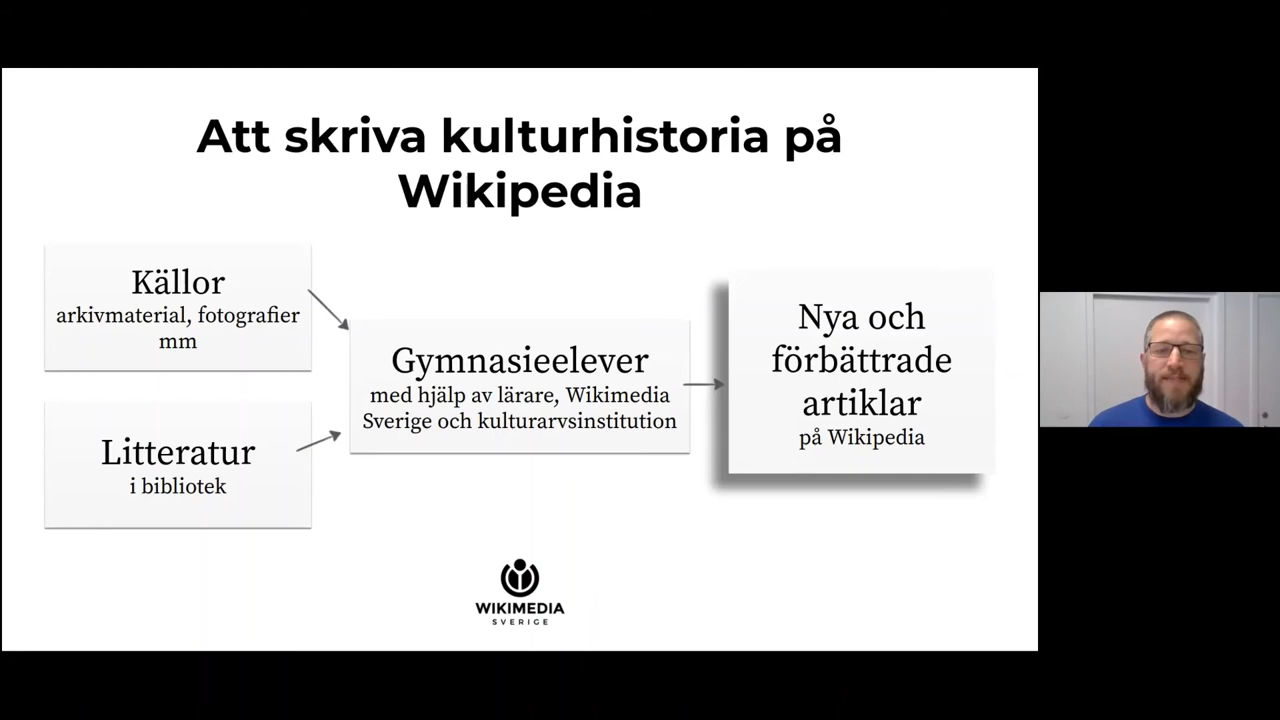 Att skriva kulturhistoria på
Wikipedia
Källor
arkivmaterial, fotografier
mm
Litteratur
i bibliotek
Gymnasieelever
med hjälp av lärare, Wikimedia
Sverige och kulturarvsinstitution
Nya och
förbättrade
artiklar
på Wikipedia
WIKIMEDIA
SVERIGE